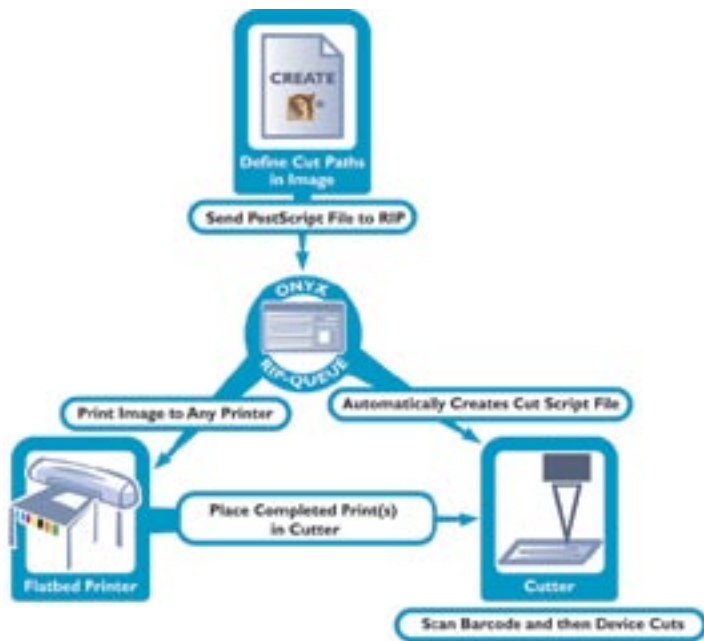 CREATE
Define Cut Paths
in Image
Send PostScript File to RIP
ONYX
RIP-QUEUE
Print Image to Any Printer
Automatically Creates Cut Script File
Place Completed Print(s)
in Cutter
Flatbed Printer
Cutter
Scan Barcode and then Device Cuts